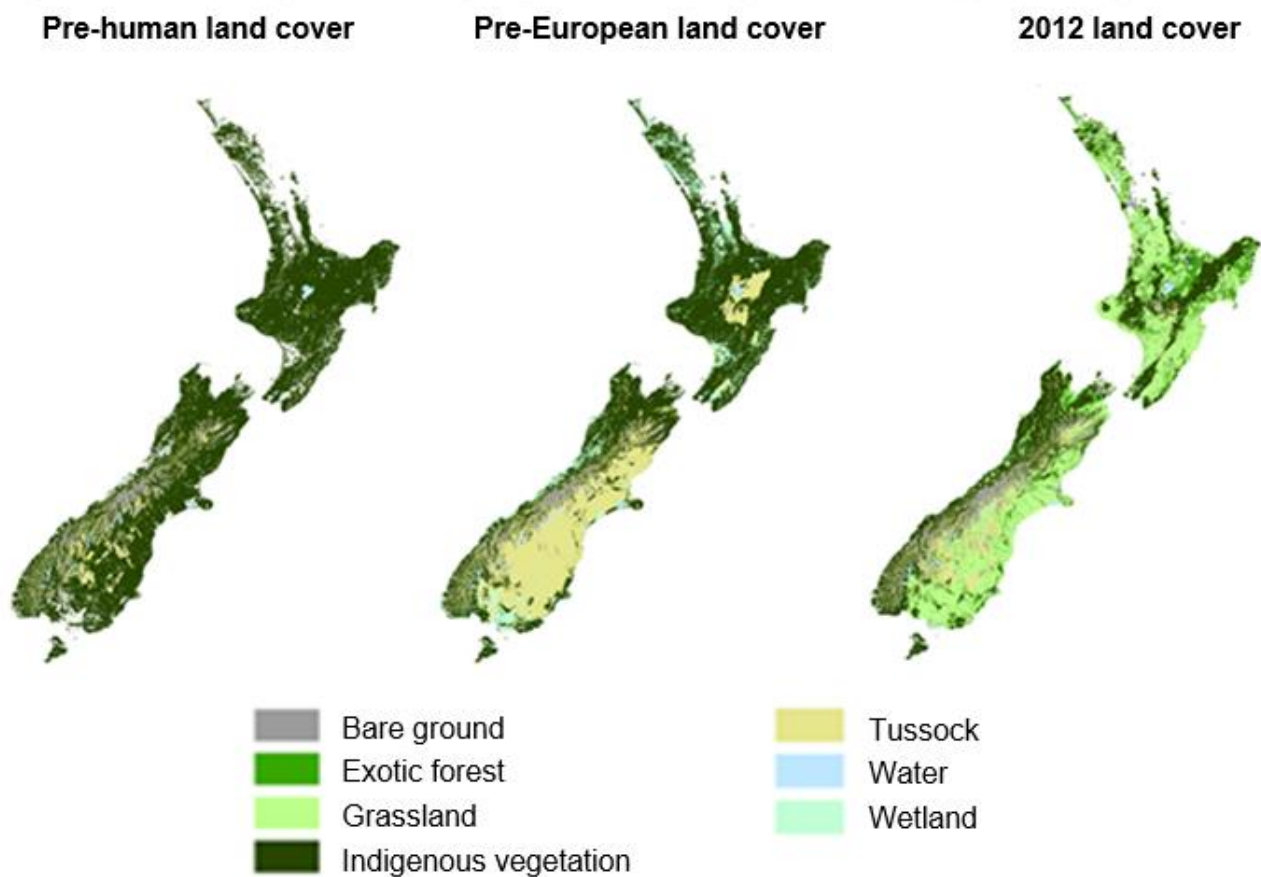 Pre-human land cover
Pre-European land cover
2012 land cover
Bare ground
Exotic forest
Grassland
Indigenous vegetation
Tussock
Water
Wetland